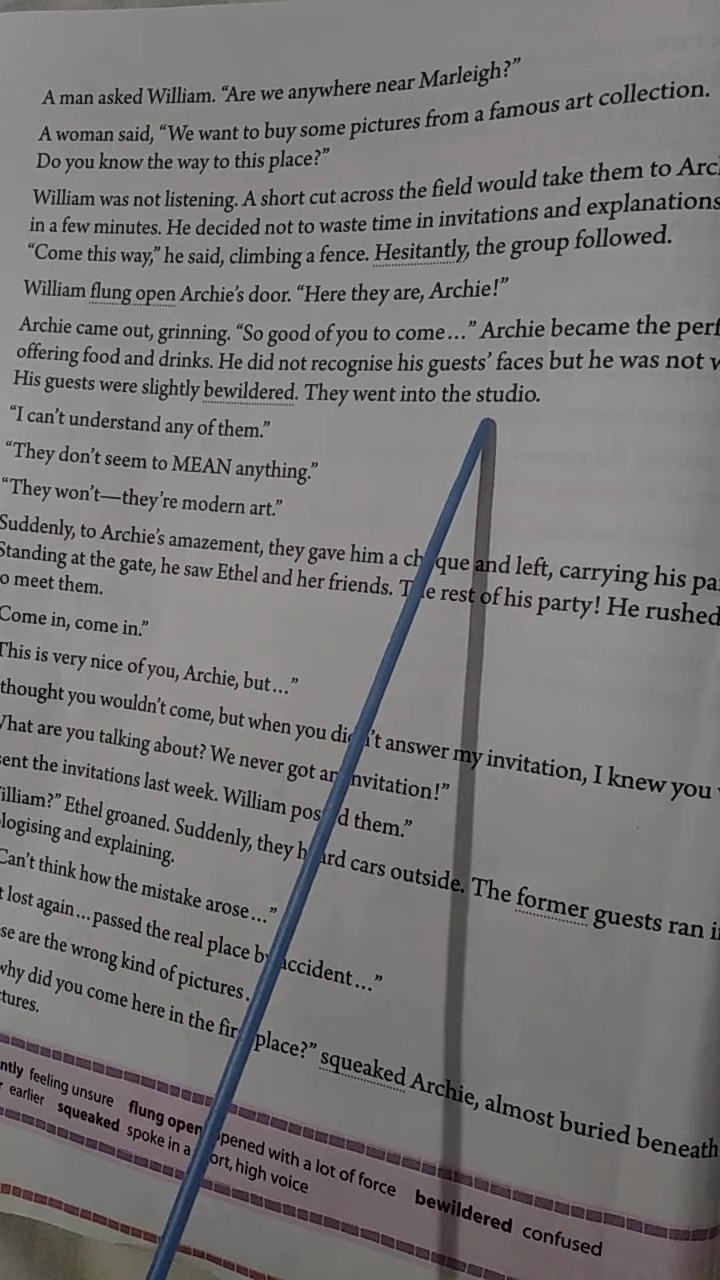 A man asked William. “Are we anywhere near Marleigh?”
A woman said, “We want to buy some pictures from a famous art collection.
Do you know the way to this place?”
William was not listening. A short cut across the field would take them to
in a few minutes. He decided not to waste time in invitations and explanations
“Come this way,” he said, climbing a fence. Hesitantly, the group followed.
William flung open Archie’s door. “Here they are, Archie!”
Archie came out, grinning. “So good of you to come…” Archie became the
offering food and drinks. He did not recognise his guests’ faces but he was not
His guests were slightly bewildered. They went into the studio.
“I can’t understand any of them.”
“They don’t seem to MEAN anything.”
“They won’t—they’re modern art.”
Suddenly, to Archie’s amazement, they gave him a cheque and left, carrying his
Standing at the gate, he saw Ethel and her friends. The rest of his party! He rushed
o meet them.
Come in, come in.”
This is very nice of you, Archie, but…”
thought you wouldn’t come, but when you didn’t answer my invitation, I knew you
What are you talking about? We never got an invitation!”
sent the invitations last week. William posted them.”
illiam?” Ethel groaned. Suddenly, they heard cars outside. The former guests ran
logising and explaining.
Can’t think how the mistake arose…”
t lost again…passed the real place by accident…”
se are the wrong kind of pictures.
why did you come here in the first place?” squeaked Archie, almost buried beneath
tures.
ntly feeling unsure flung open opened with a lot of force bewildered confused
r earlier squeaked spoke in a short, high voice